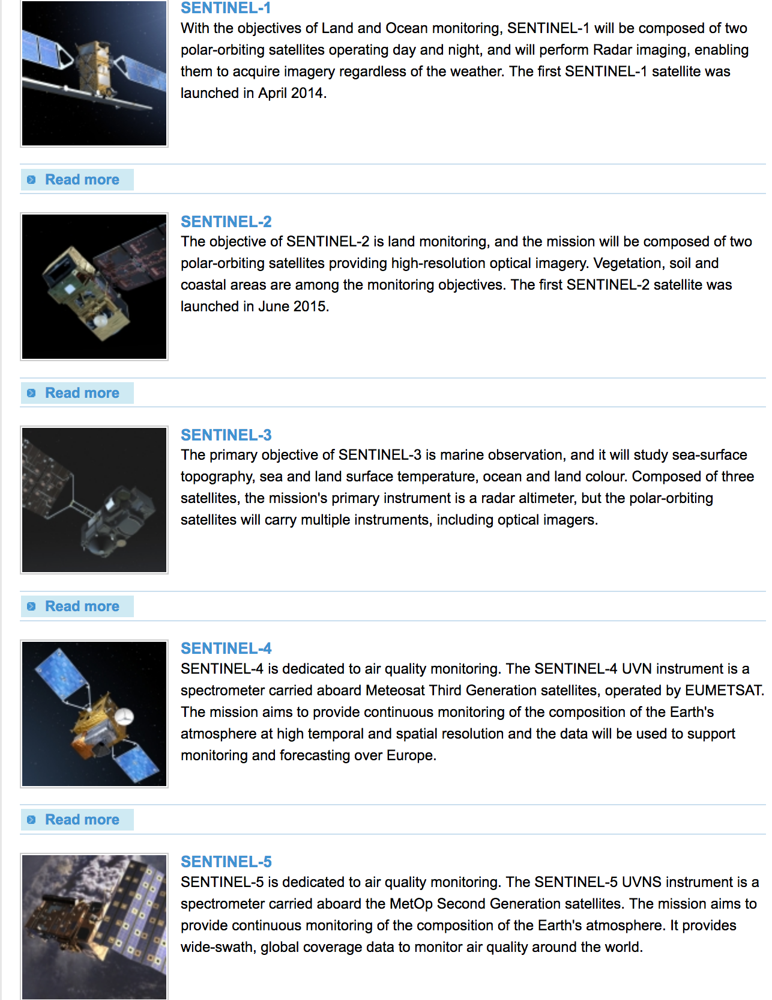 SENTINEL-1
With the objectives of Land and Ocean monitoring, SENTINEL-1 will be composed of two
polar-orbiting satellites operating day and night, and will perform Radar imaging, enabling
them to acquire imagery regardless of the weather. The first SENTINEL-1 satellite was
launched in April 2014.
Read more
SENTINEL-2
The objective of SENTINEL-2 is land monitoring, and the mission will be composed of two
polar-orbiting satellites providing high-resolution optical imagery. Vegetation, soil and
coastal areas are among the monitoring objectives. The first SENTINEL-2 satellite was
launched in June 2015.
Read more
SENTINEL-3
The primary objective of SENTINEL-3 is marine observation, and it will study sea-surface
topography, sea and land surface temperature, ocean and land colour. Composed of three
satellites, the mission's primary instrument is a radar altimeter, but the polar-orbiting
satellites will carry multiple instruments, including optical imagers.
Read more
SENTINEL-4
SENTINEL-4 is dedicated to air quality monitoring. The SENTINEL-4 UVN instrument is a
spectrometer carried aboard Meteosat Third Generation satellites, operated by EUMETSAT.
The mission aims to provide continuous monitoring of the composition of the Earth's
atmosphere at high temporal and spatial resolution and the data will be used to support
monitoring and forecasting over Europe.
Read more
SENTINEL-5
SENTINEL-5 is dedicated to air quality monitoring. The SENTINEL-5 UVNS instrument is a
spectrometer carried aboard the MetOp Second Generation satellites. The mission aims to
provide continuous monitoring of the composition of the Earth's atmosphere. It provides
wide-swath, global coverage data to monitor air quality around the world.